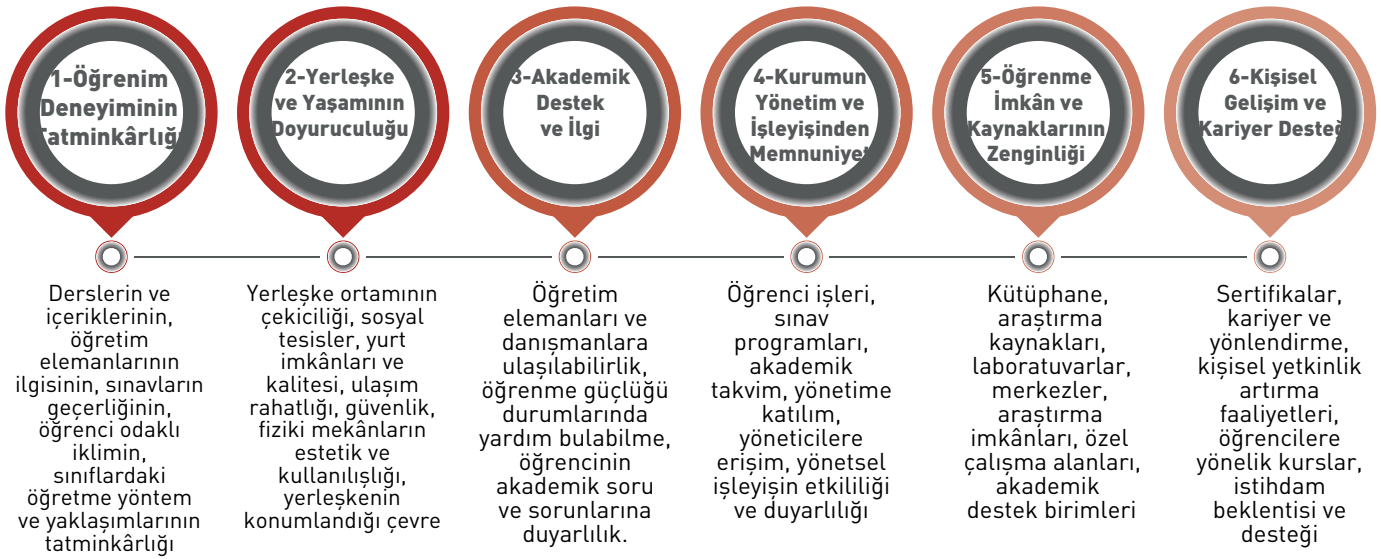 1-Öğrenim
Deneyiminin
Tatminkârlığı
2-Yerleşke
ve Yaşamının
Doyuruculuğu
3-Akademik
Destek
ve İlgi
4-Kurumun
Yönetim ve
İşleyişinden
Memnuniyet
5-Öğrenme
İmkân ve
Kaynaklarının
Zenginliği
6-Kişisel
Gelişim ve
Kariyer Desteği
Derslerin ve
içeriklerinin,
öğretim
elemanlarının
ilgisinin, sınavların
geçerliğinin,
öğrenci odaklı
iklimin,
sınıflardaki
öğretme yöntem
ve yaklaşımlarının
tatminkârlığı
Yerleşke ortamının
çekiciliği, sosyal
tesisler, yurt
imkânları ve
kalitesi, ulaşım
rahatlığı, güvenlik,
fiziki mekânların
estetik ve
kullanılışlığı,
yerleşkenin
konumlandığı çevre
Öğretim
elemanları ve
danışmanlara
ulaşılabilirlik,
öğrenme güçlüğü
durumlarında
yardım bulabilme,
öğrencinin
akademik soru
ve sorunlarına
duyarlılık.
Öğrenci işleri,
sınav
programları,
akademik
takvim, yönetime
katılım,
yöneticilere
erişim, yönetsel
işleyişin etkililiği
ve duyarlılığı
Kütüphane,
araştırma
kaynakları,
laboratuvarlar,
merkezler,
araştırma
imkânları, özel
çalışma alanları,
akademik
destek birimleri
Sertifikalar,
kariyer ve
yönlendirme,
kişisel yetkinlik
artırma
faaliyetleri,
öğrencilere
yönelik kurslar,
istihdam
beklentisi ve
desteği